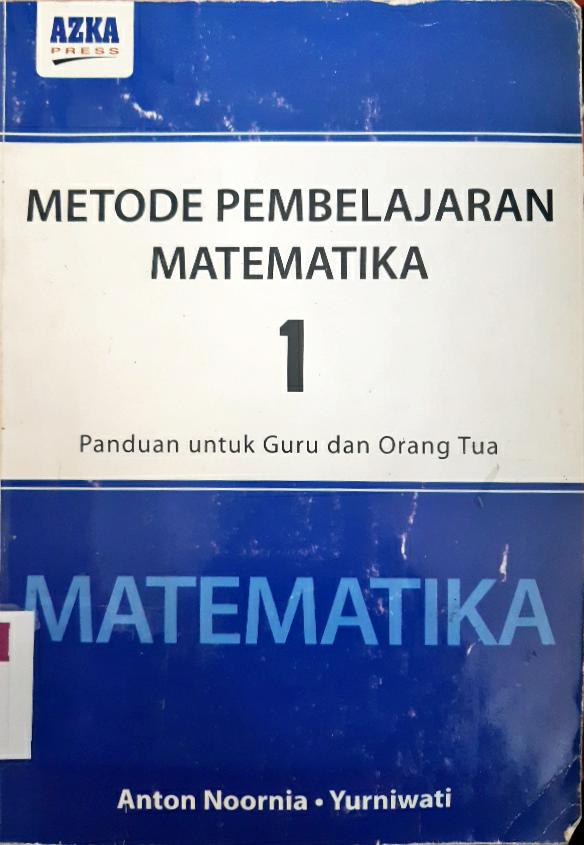 AZKA
PRESS
METODE PEMBELAJARAN
MATEMATIKA
1
Panduan untuk Guru dan Orang Tua
MATEMATIKA
Anton Noornia • Yurniwati